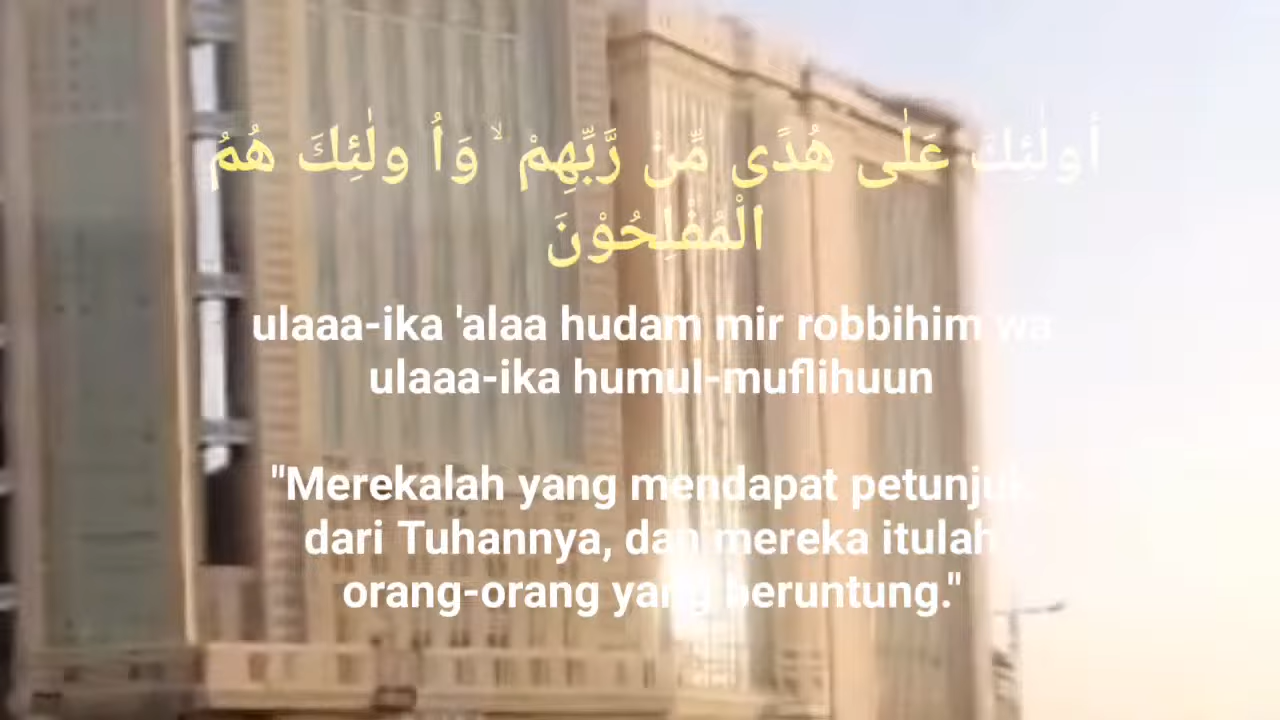 أولٰٓئِكَ عَلٰى هُدًى مِّنْ رَّبِّهِمْ ۙ وَاُ ولٰٓئِكَ هُمُ
الْمُفْلِحُوْنَ
ulaaa-ika 'alaa hudam mir robbihim wa
ulaaa-ika humul-muflihuun
"Merekalah yang mendapat petunjuk
dari Tuhannya, dan mereka itulah
orang-orang yang beruntung."